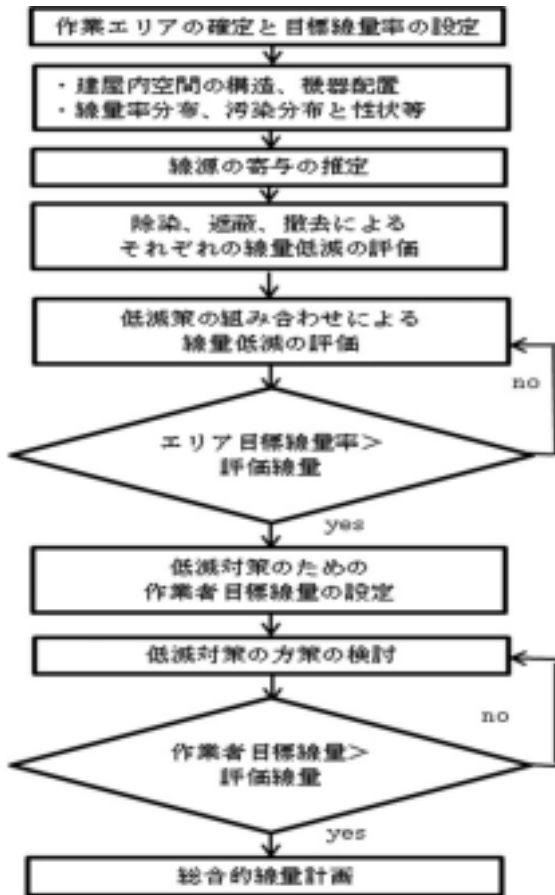 作業エリアの確定と目標線量率の設定
・建屋内空間の構造、機器配置
・線量率分布、汚染分布と性状等
線源の寄与の推定
除染、遮蔽、撤去による
それぞれの線量低減の評価
低減策の組み合わせによる
線量低減の評価
no
エリア目標線量率＞
評価線量
yes
低減対策のための
作業者目標線量の設定
低減対策の方策の検討
no
作業者目標線量＞
評価線量
yes
総合的線量計画